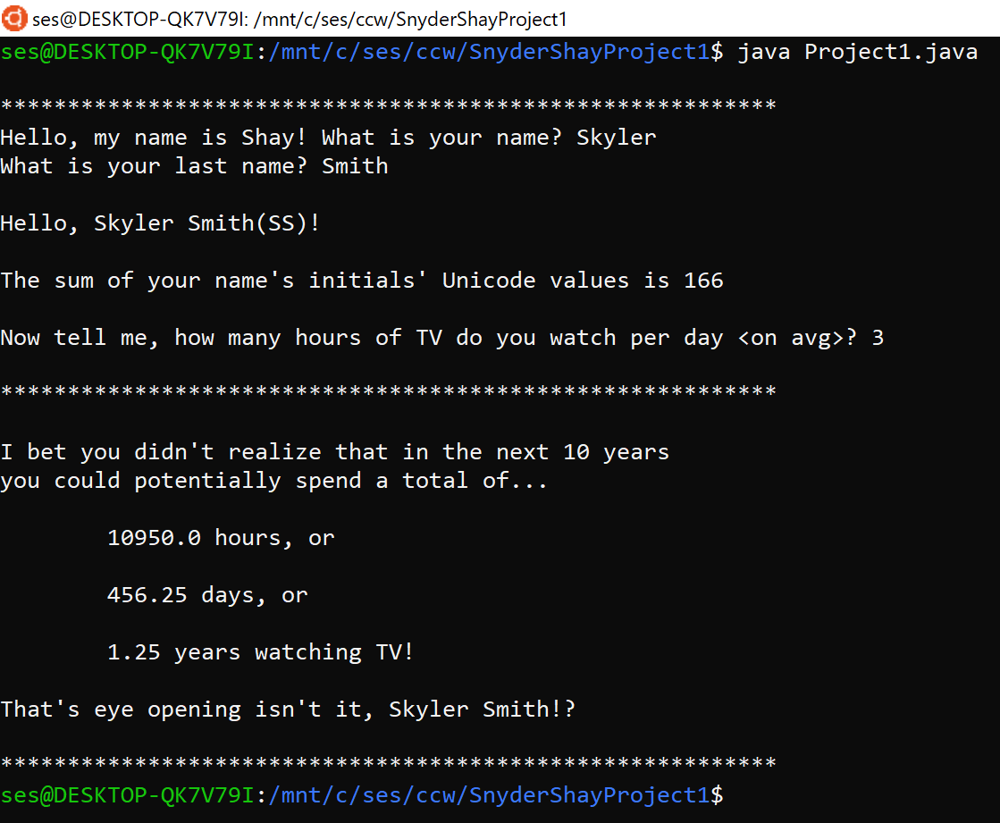 ses@DESKTOP-QK7V79I: /mnt/c/ses/ccw/SnyderShayProject1
ses@DESKTOP-QK7V79I:/mnt/c/ses/ccw/SnyderShayProject1$ java Project1.java
**********************************************************
Hello, my name is Shay! What is your name? Skyler
What is your last name? Smith
Hello, Skyler Smith(SS)!
The sum of your name's initials' Unicode values is 166
Now tell me, how many hours of TV do you watch per day <on avg>? 3
**********************************************************
I bet you didn't realize that in the next 10 years
you could potentially spend a total of...
10950.0 hours, or
456.25 days, or
1.25 years watching TV!
That's eye opening isn't it, Skyler Smith!?
**********************************************************
ses@DESKTOP-QK7V79I:/mnt/c/ses/ccw/SnyderShayProject1$